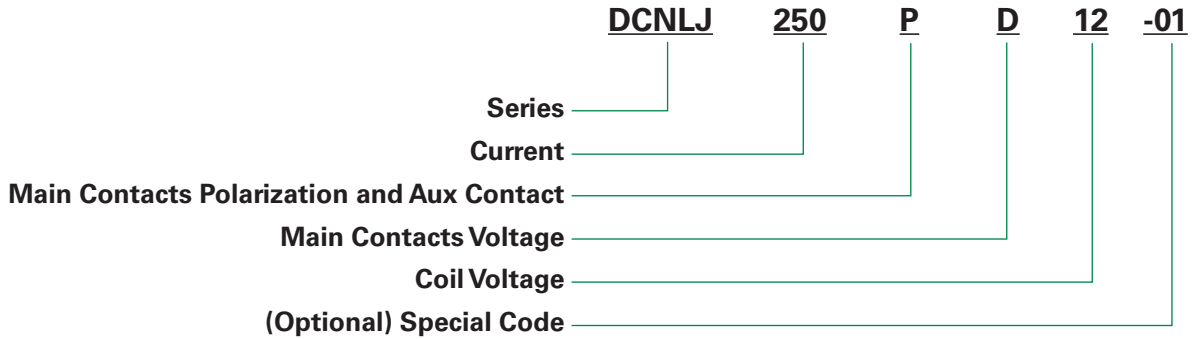 DCNLJ 250 P D 12 -01
Series
Current
Main Contacts Polarization and Aux Contact
Main Contacts Voltage
Coil Voltage
(Optional) Special Code